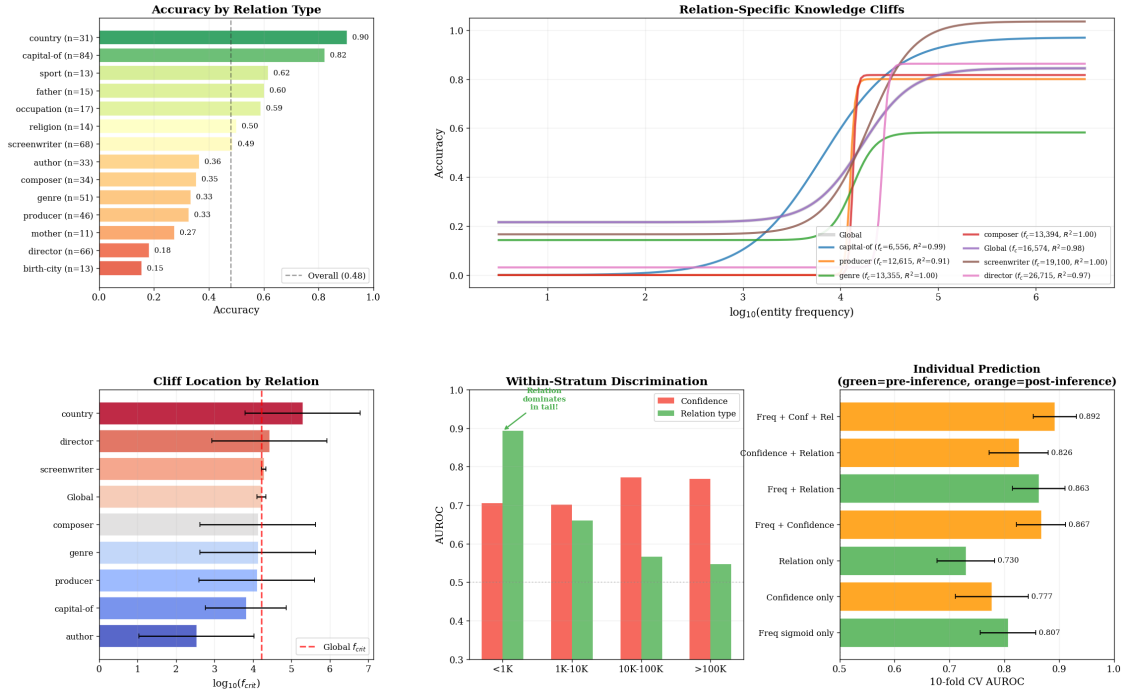 Accuracy by Relation Type
country (n=31)
0.90
capital-of (n=84)
0.82
sport (n=13)
0.62
father (n=15)
0.60
occupation (n=17)
0.59
religion (n=14)
0.50
screenwriter (n=68)
0.49
author (n=33)
0.36
composer (n=34)
0.35
genre (n=51)
0.33
producer (n=46)
0.33
mother (n=11)
0.27
director (n=66)
0.18
birth-city (n=13)
0.15
Overall (0.48)
0.0 0.2 0.4 0.6 0.8 1.0
Accuracy
Relation-Specific Knowledge Cliffs
1.0
0.8
0.6
0.4
0.2
0.0
Accuracy
Global
capital-of (f_c=6,556, R²=0.99)
producer (f_c=12,615, R²=0.91)
genre (f_c=13,355, R²=1.00)
composer (f_c=13,394, R²=1.00)
Global (f_c=16,574, R²=0.98)
screenwriter (f_c=19,100, R²=1.00)
director (f_c=26,715, R²=0.97)
1 2 3 4 5 6
log₁₀(entity frequency)
Cliff Location by Relation
country
director
screenwriter
Global
composer
genre
producer
capital-of
author
Global f_crit
0 1 2 3 4 5 6 7
log₁₀(f_crit)
Within-Stratum Discrimination
Relation
dominates
in tail!
Confidence
Relation type
1.0
0.9
0.8
0.7
0.6
0.5
0.4
0.3
AUROC
<1K 1K-10K 10K-100K >100K
Individual Prediction
(green=pre-inference, orange=post-inference)
Freq + Conf + Rel
0.892
Confidence + Relation
0.826
Freq + Relation
0.863
Freq + Confidence
0.867
Relation only
0.730
Confidence only
0.777
Freq sigmoid only
0.807
0.5 0.6 0.7 0.8 0.9 1.0
10-fold CV AUROC